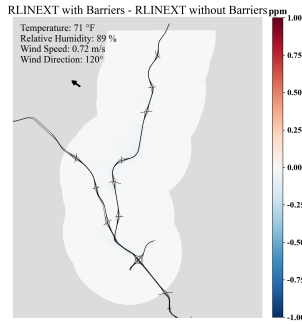 RLINEXT with Barriers - RLINEXT without Barriers
ppm
Temperature: 71 °F
Relative Humidity: 89 %
Wind Speed: 0.72 m/s
Wind Direction: 120°
1.00
0.75
0.50
0.25
0.00
-0.25
-0.50
-0.75
-1.00